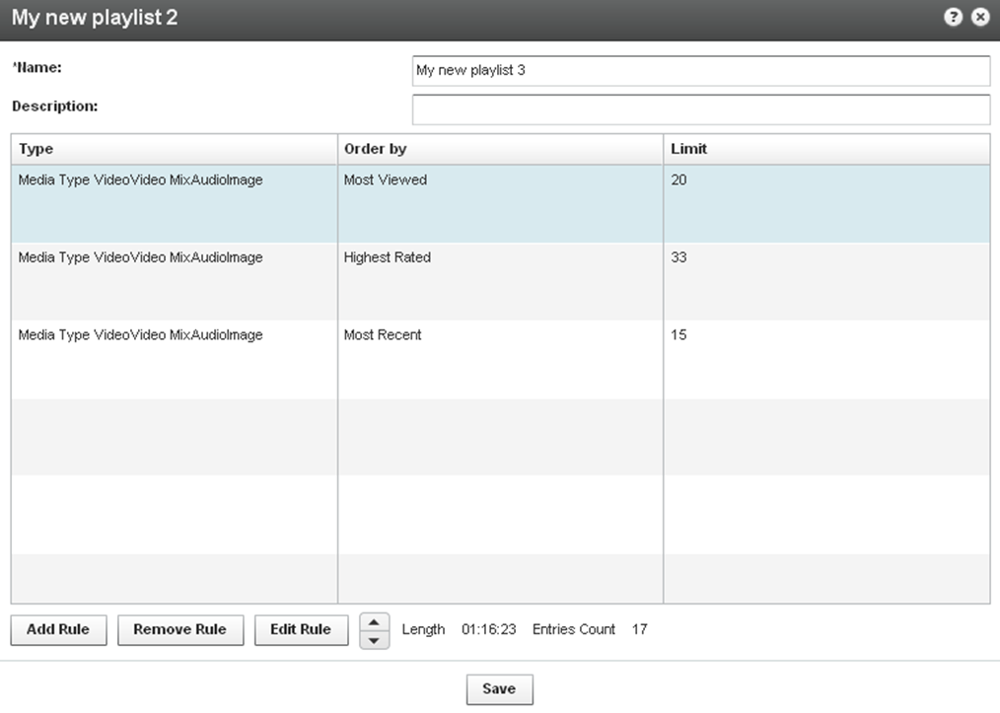 My new playlist 2
*Name:
My new playlist 3
Description:
Type Order by Limit
Media Type VideoVideo MixAudioImage Most Viewed 20
Media Type VideoVideo MixAudioImage Highest Rated 33
Media Type VideoVideo MixAudioImage Most Recent 15
Add Rule Remove Rule Edit Rule Length 01:16:23 Entries Count 17
Save